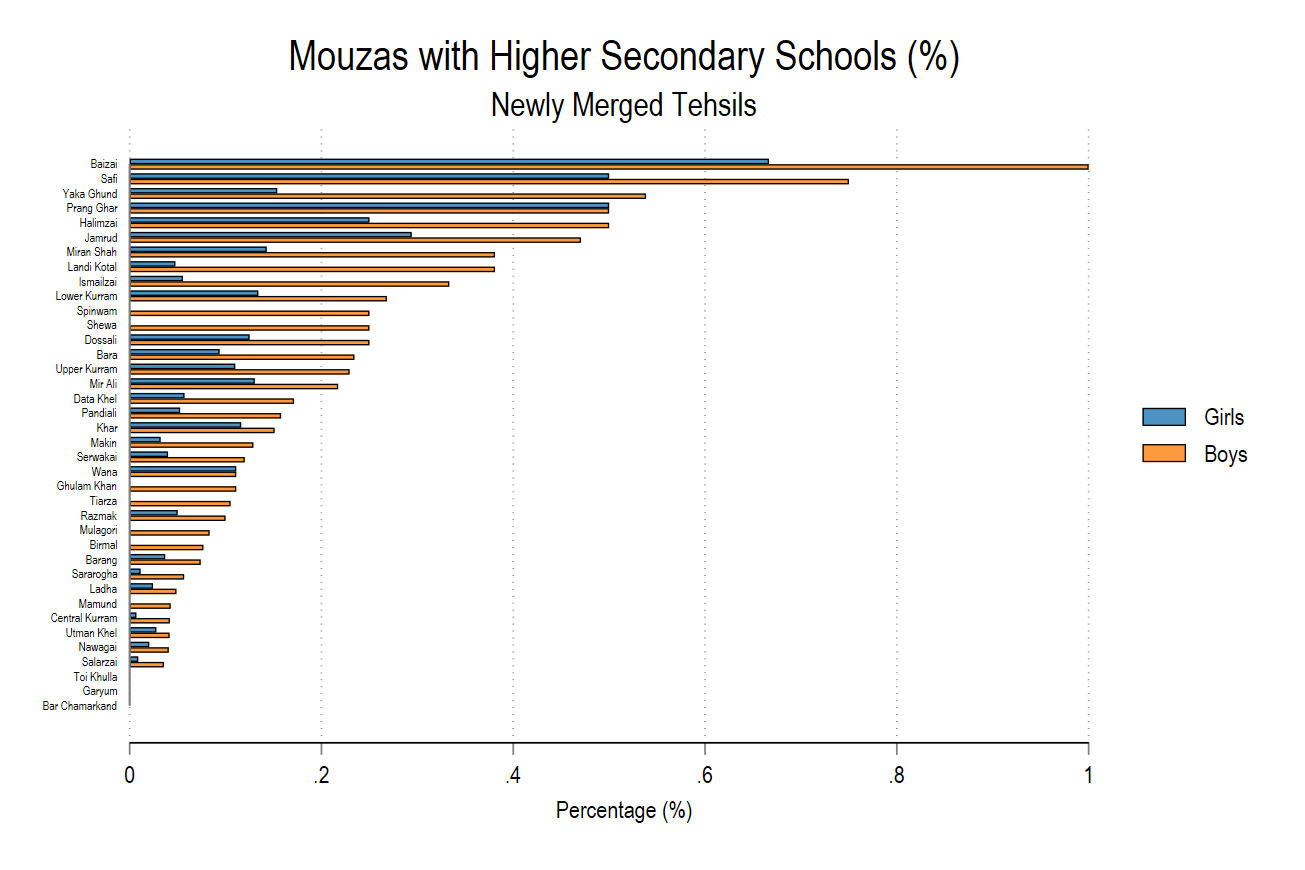 Mouzas with Higher Secondary Schools (%)
Newly Merged Tehsils
Baizai
Safi
Yaka Ghund
Prang Ghar
Halimzai
Jamrud
Miran Shah
Landi Kotal
Ismailzai
Lower Kurram
Spinwam
Shewa
Dossali
Bara
Upper Kurram
Mir Ali
Data Khel
Pandiali
Khar
Makin
Serwakai
Wana
Ghulam Khan
Tiarza
Razmak
Mulagori
Birmal
Barang
Sararogha
Ladha
Mamund
Central Kurram
Utman Khel
Nawagai
Salarzai
Toi Khulla
Garyum
Bar Chamarkand
0 .2 .4 .6 .8 1
Percentage (%)
Girls
Boys